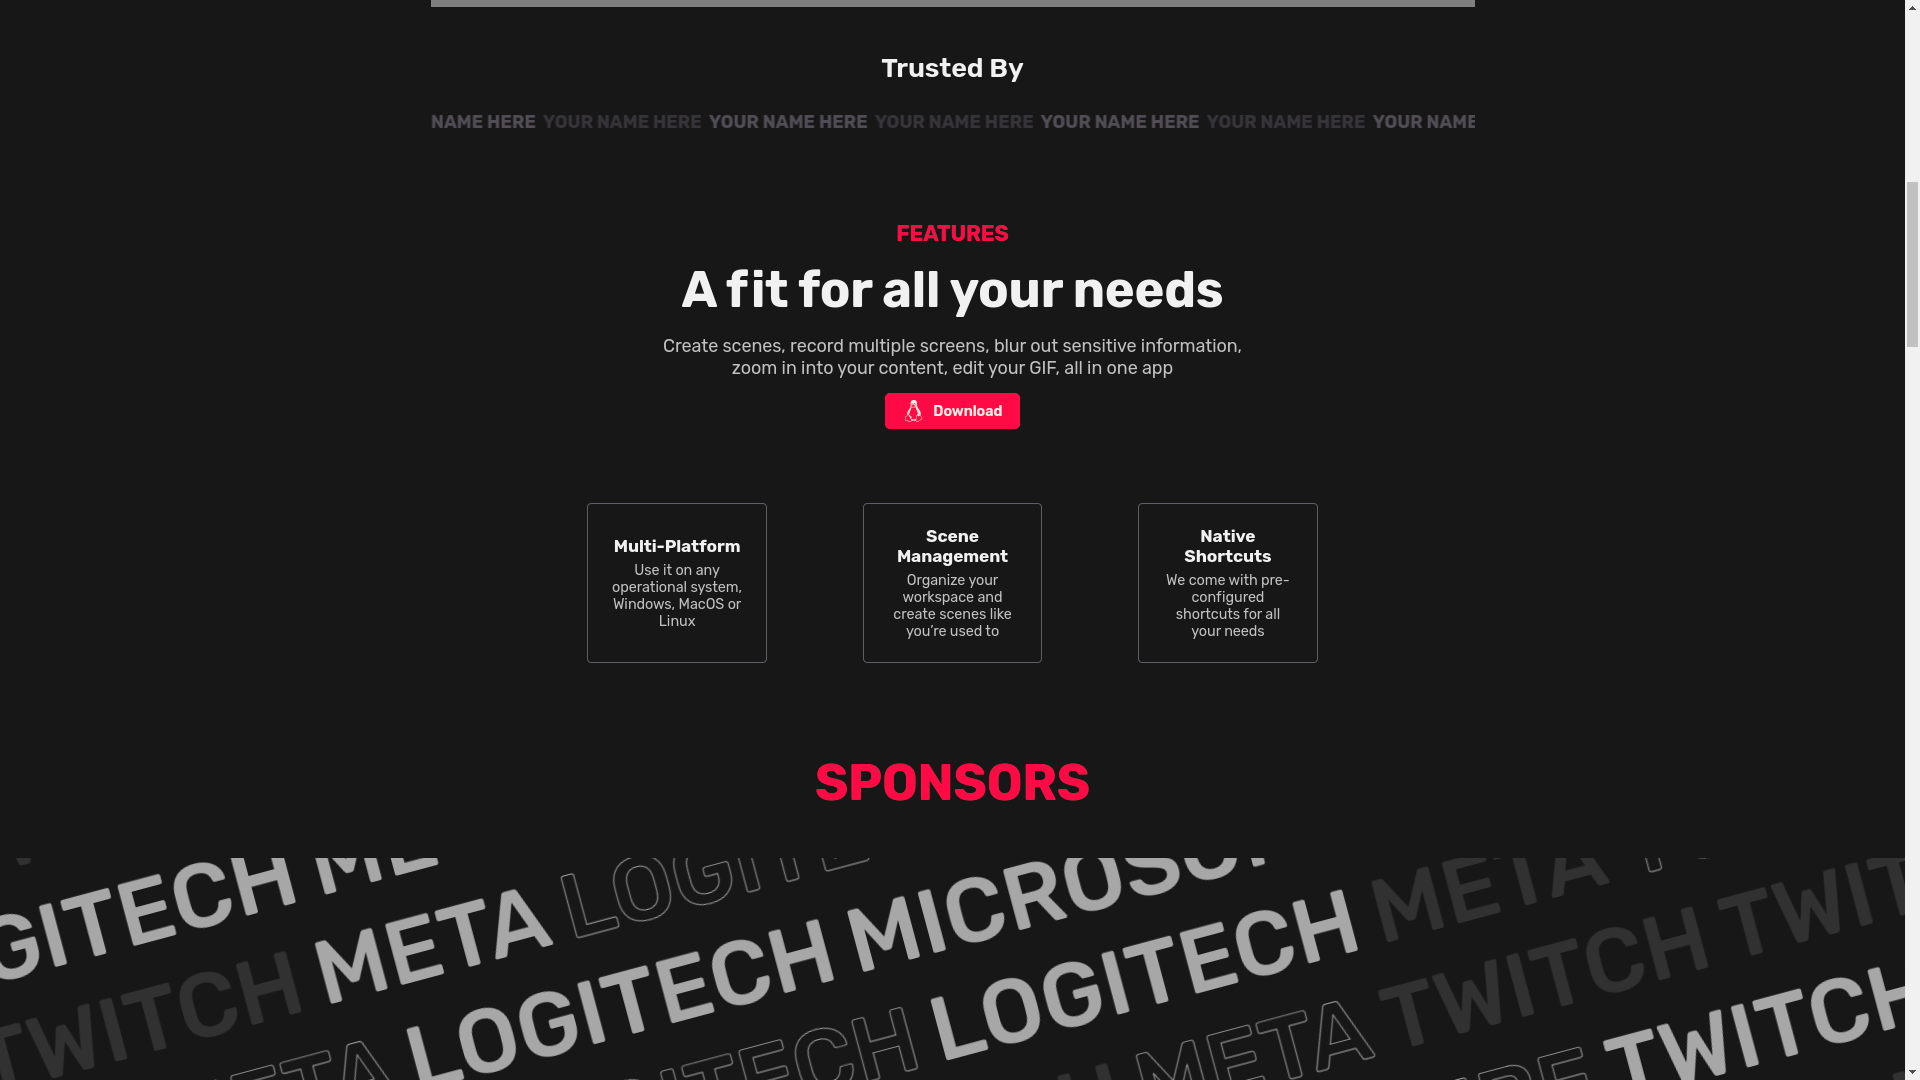 Trusted By
NAME HERE YOUR NAME HERE YOUR NAME HERE YOUR NAME HERE YOUR NAME HERE YOUR NAME HERE YOUR NAME
FEATURES
A fit for all your needs
Create scenes, record multiple screens, blur out sensitive information,
zoom in into your content, edit your GIF, all in one app
Download
Multi-Platform
Use it on any
operational system,
Windows, MacOS or
Linux
Scene
Management
Organize your
workspace and
create scenes like
you’re used to
Native
Shortcuts
We come with pre-
configured
shortcuts for all
your needs
SPONSORS
GITECH ME
TWITCH META LOGITE
META LOGITECH MICROSO
ITECH LOGITECH META
META TWITCH TWIT
TWITCH